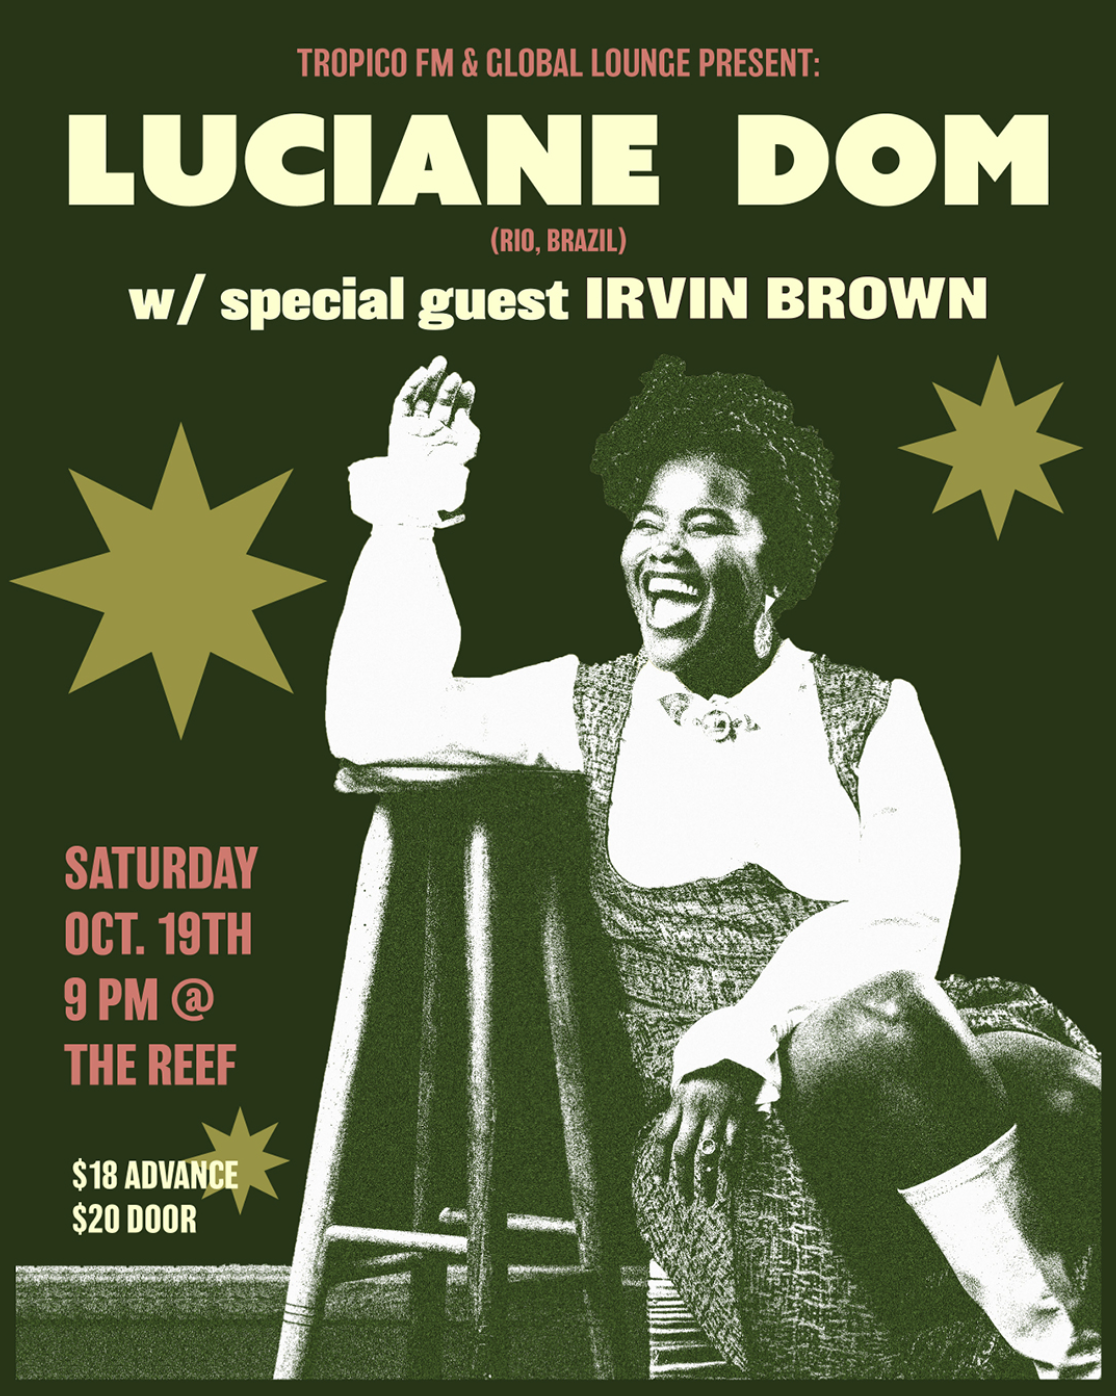 TROPICO FM & GLOBAL LOUNGE PRESENT:
LUCIANE DOM
(RIO, BRAZIL)
w/ special guest IRVIN BROWN
SATURDAY
OCT. 19TH
9 PM @
THE REEF
$18 ADVANCE
$20 DOOR